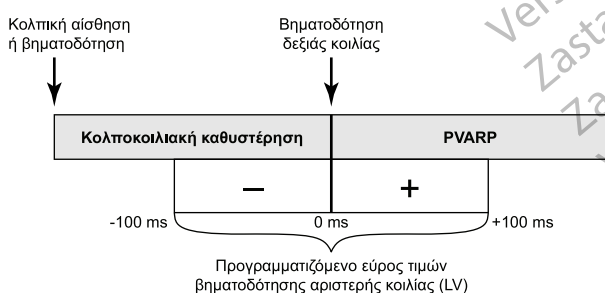 Κολπική αίσθηση
ή βηματοδότηση
Βηματοδότηση
δεξιάς κοιλίας
Κολποκοιλιακή καθυστέρηση
PVARP
– +
-100 ms 0 ms +100 ms
Προγραμματιζόμενο εύρος τιμών
βηματοδότησης αριστερής κοιλίας (LV)